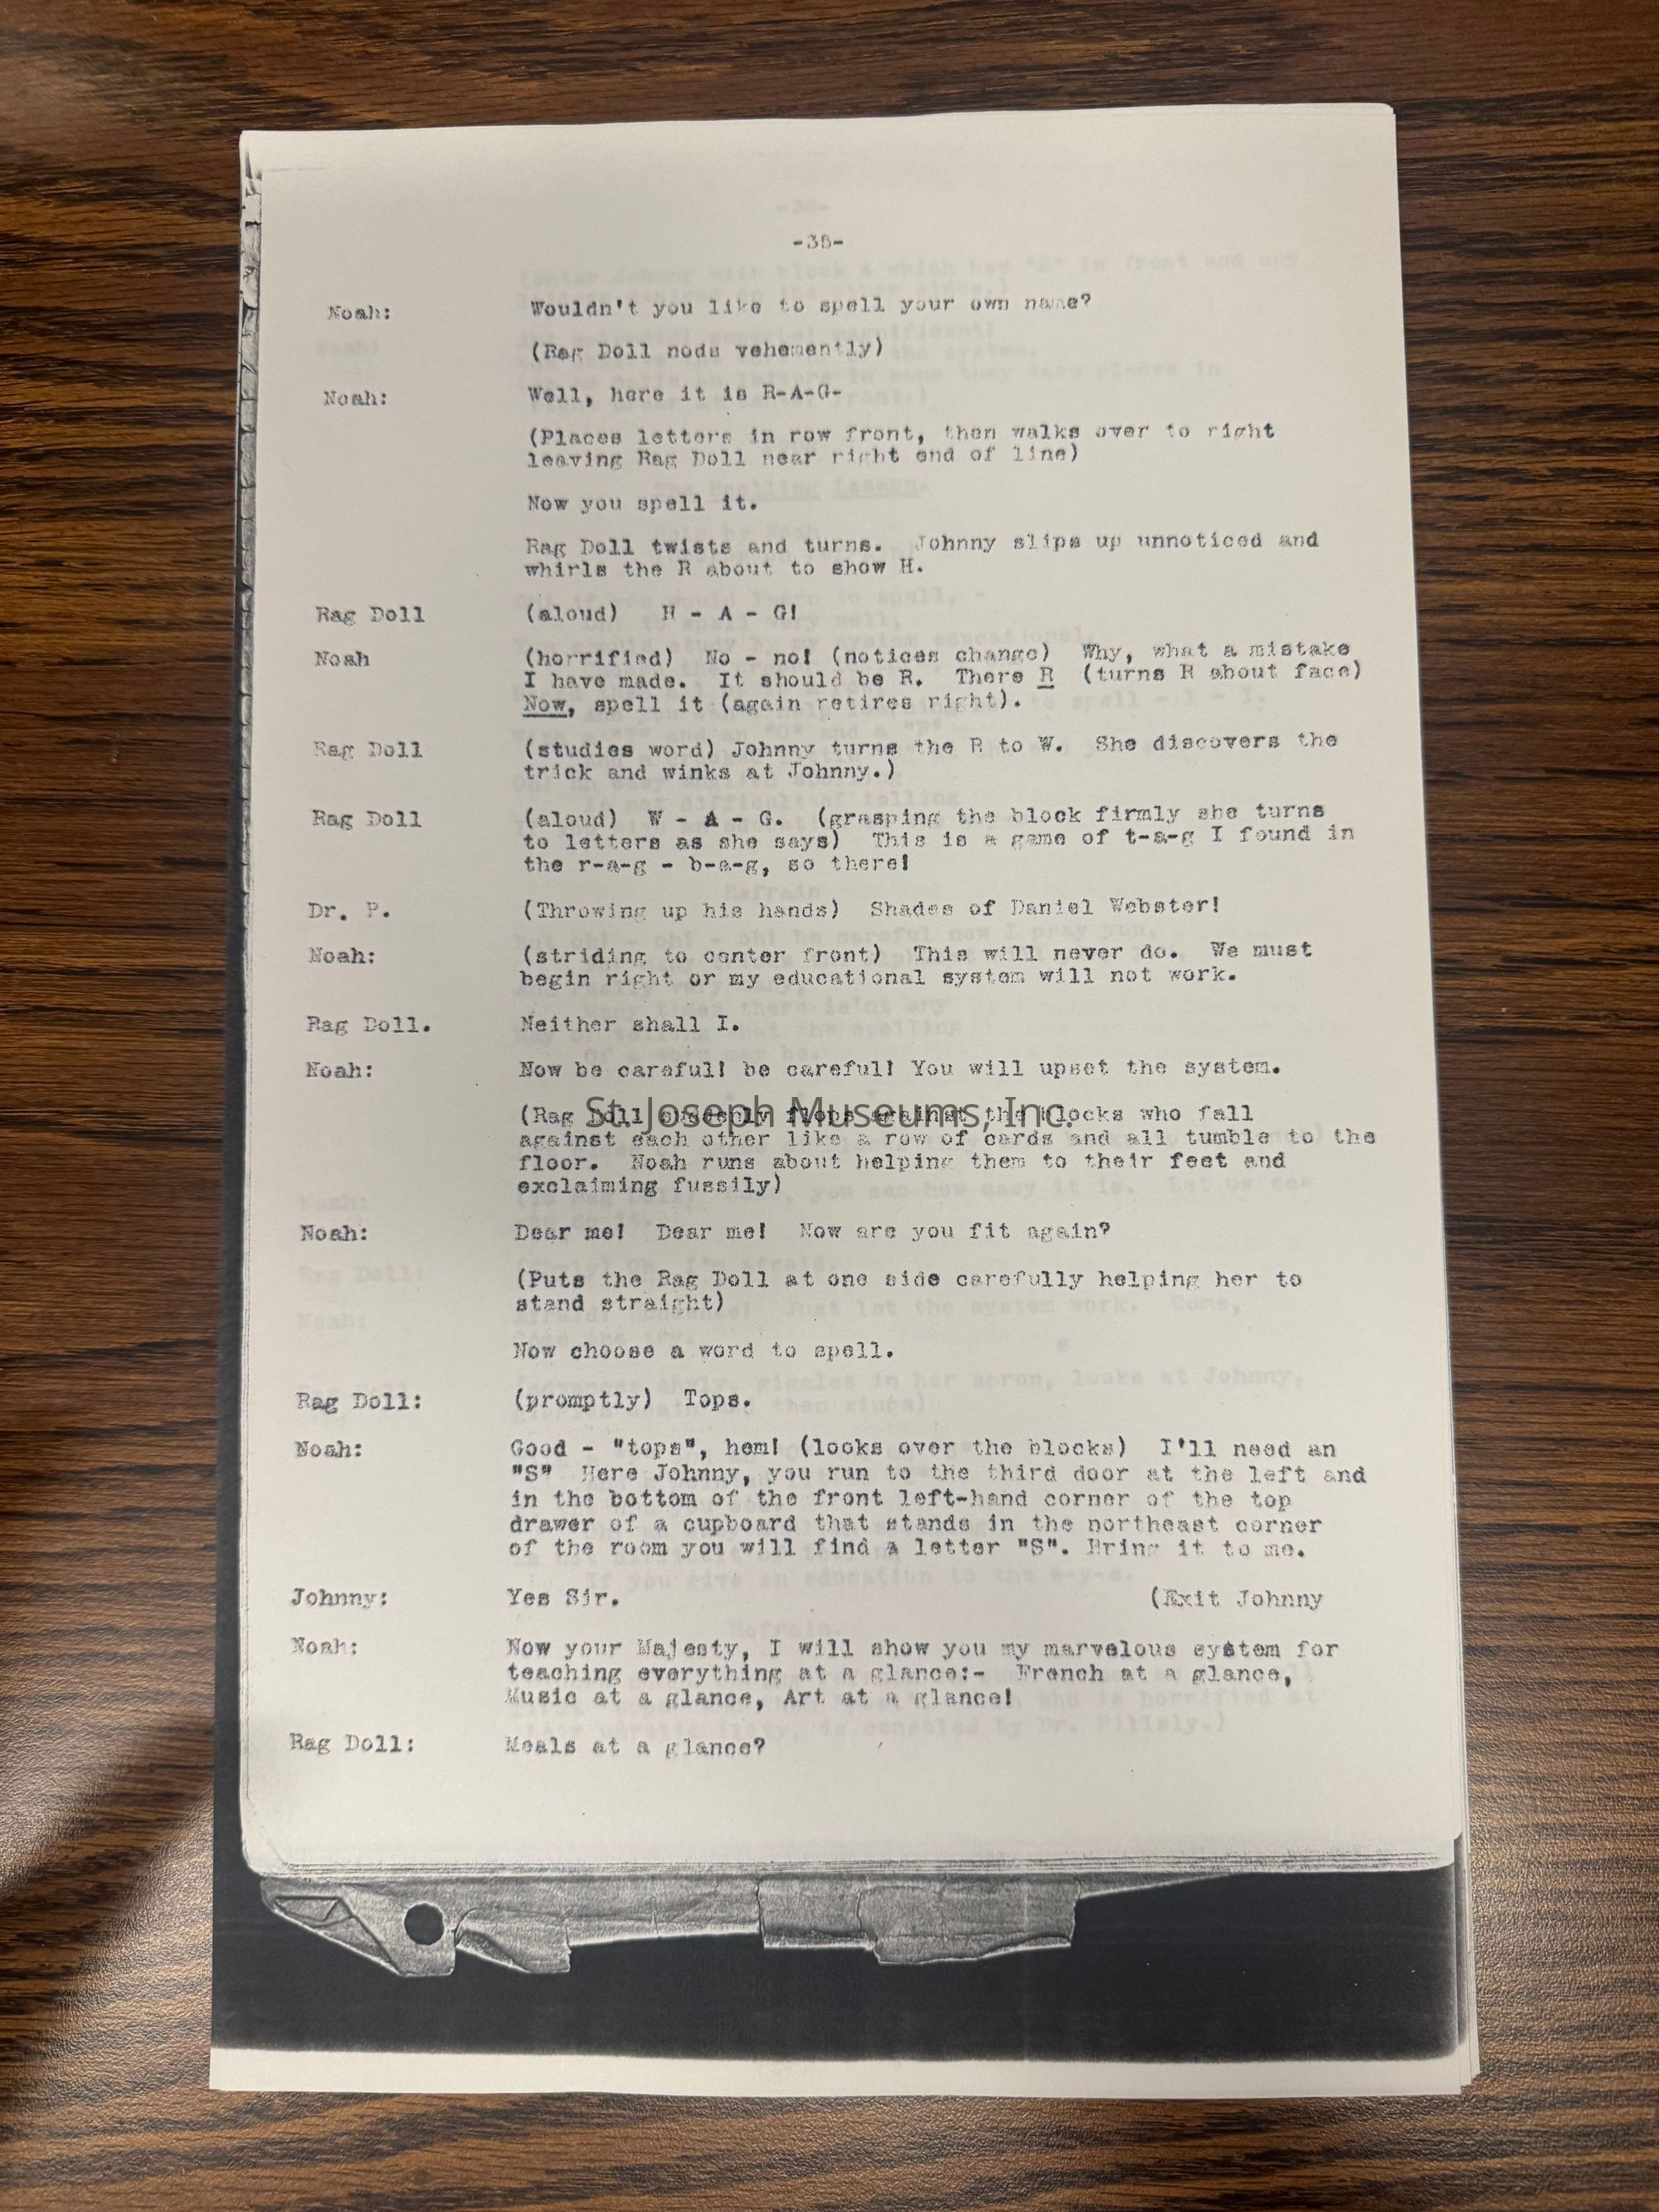 -38-
Noah: Wouldn't you like to spell your own name?
(Rag Doll nods vehemently)
Noah: Well, here it is R-A-G-
(Places letters in row front, then walks over to right
leaving Rag Doll near right end of line)
Now you spell it.
Rag Doll twists and turns. Johnny slips up unnoticed and
whirls the R about to show H.
Rag Doll (aloud) H - A - G!
Noah (horrified) No - no! (notices change) Why, what a mistake
I have made. It should be R. There R (turns R about face)
Now, spell it (again retires right).
Rag Doll (studies word) Johnny turns the R to W. She discovers the
trick and winks at Johnny.)
Rag Doll (aloud) W - A - G. (grasping the block firmly she turns
to letters as she says) This is a game of t-a-g I found in
the r-a-g - b-a-g, so there!
Dr. P. (Throwing up his hands) Shades of Daniel Webster!
Noah: (striding to center front) This will never do. We must
begin right or my educational system will not work.
Rag Doll. Neither shall I.
Noah: Now be careful! be careful! You will upset the system.
(Rag Doll against the blocks who fall
St. Joseph Museums, Inc.
against each other like a row of cards and all tumble to the
floor. Noah runs about helping them to their feet and
exclaiming fussily)
Noah: Dear me! Dear me! Now are you fit again?
(Puts the Rag Doll at one side carefully helping her to
stand straight)
Now choose a word to spell.
Rag Doll: (promptly) Tops.
Noah: Good - "tops", hem! (looks over the blocks) I'll need an
"S" Here Johnny, you run to the third door at the left and
in the bottom of the front left-hand corner of the top
drawer of a cupboard that stands in the northeast corner
of the room you will find a letter "S". Bring it to me.
Johnny: Yes Sir. (Exit Johnny
Noah: Now your Majesty, I will show you my marvelous system for
teaching everything at a glance:- French at a glance,
Music at a glance, Art at a glance!
Rag Doll: Meals at a glance?